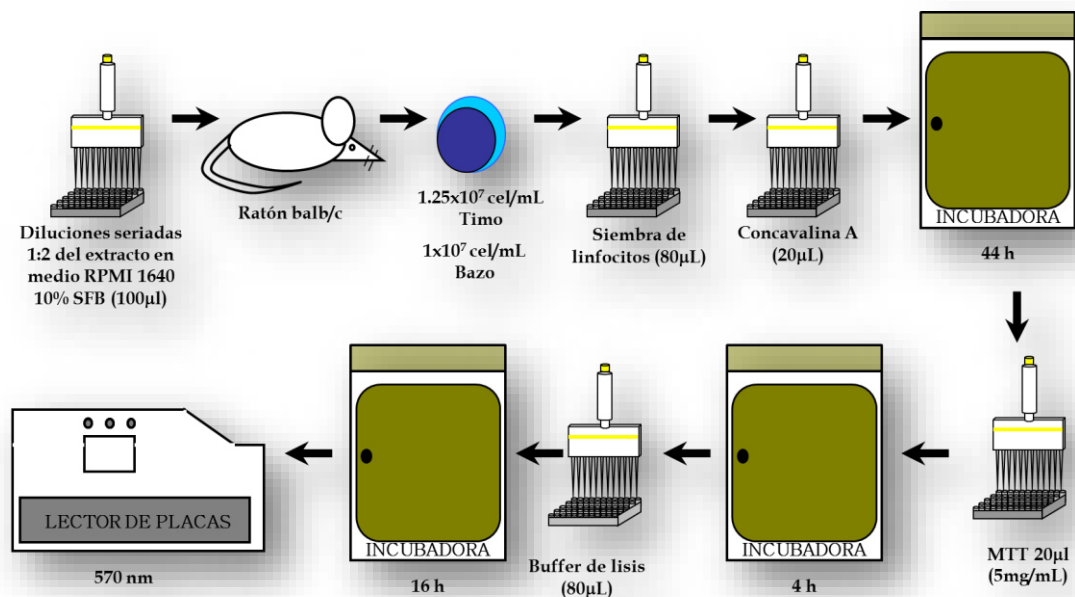 Diluciones seriadas
1:2 del extracto en
medio RPMI 1640
10% SFB (100µl)
Ratón balb/c
1.25x10⁷ cel/mL
Timo
1x10⁷ cel/mL
Bazo
Siembra de
linfocitos (80µL)
Concavalina A
(20µL)
INCUBADORA
44 h
MTT 20µl
(5mg/mL)
INCUBADORA
4 h
Buffer de lisis
(80µL)
INCUBADORA
16 h
LECTOR DE PLACAS
570 nm